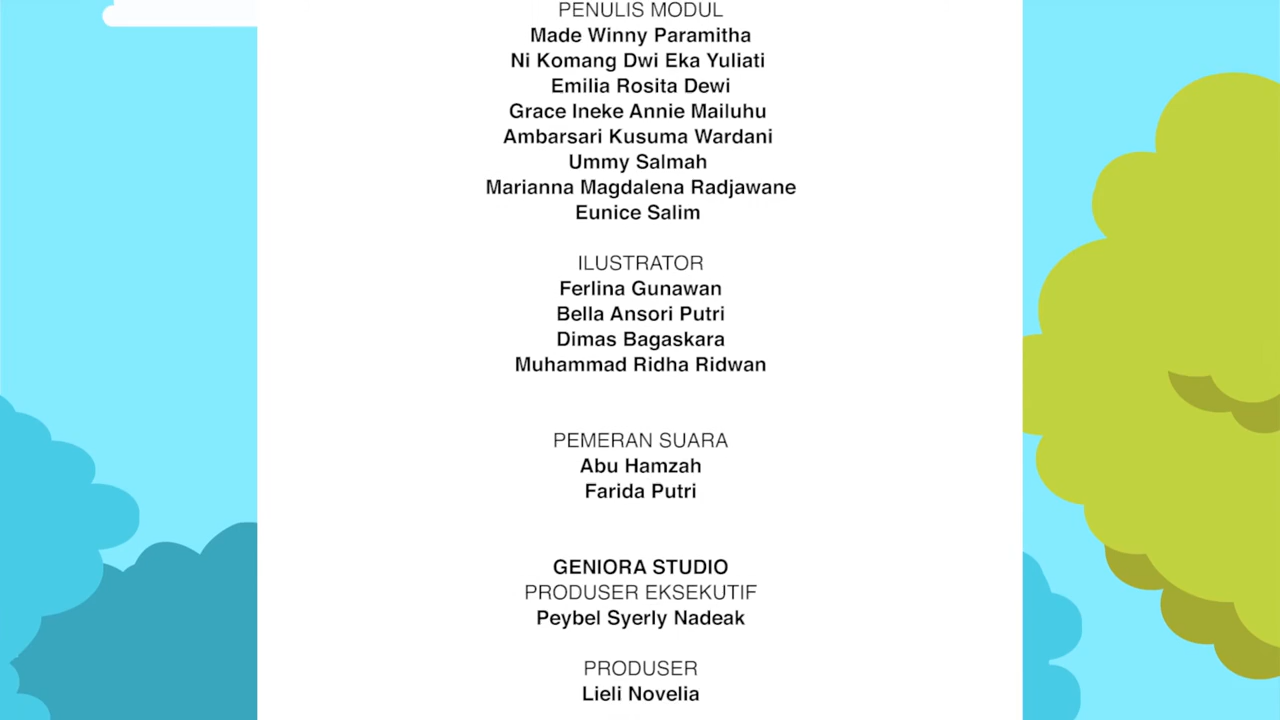 PENULIS MODUL
Made Winny Paramitha
Ni Komang Dwi Eka Yuliati
Emilia Rosita Dewi
Grace Ineke Annie Mailuhu
Ambarsari Kusuma Wardani
Ummy Salmah
Marianna Magdalena Radjawane
Eunice Salim
ILUSTRATOR
Ferlina Gunawan
Bella Ansori Putri
Dimas Bagaskara
Muhammad Ridha Ridwan
PEMERAN SUARA
Abu Hamzah
Farida Putri
GENIORA STUDIO
PRODUSER EKSEKUTIF
Peybel Syerly Nadeak
PRODUSER
Lieli Novelia